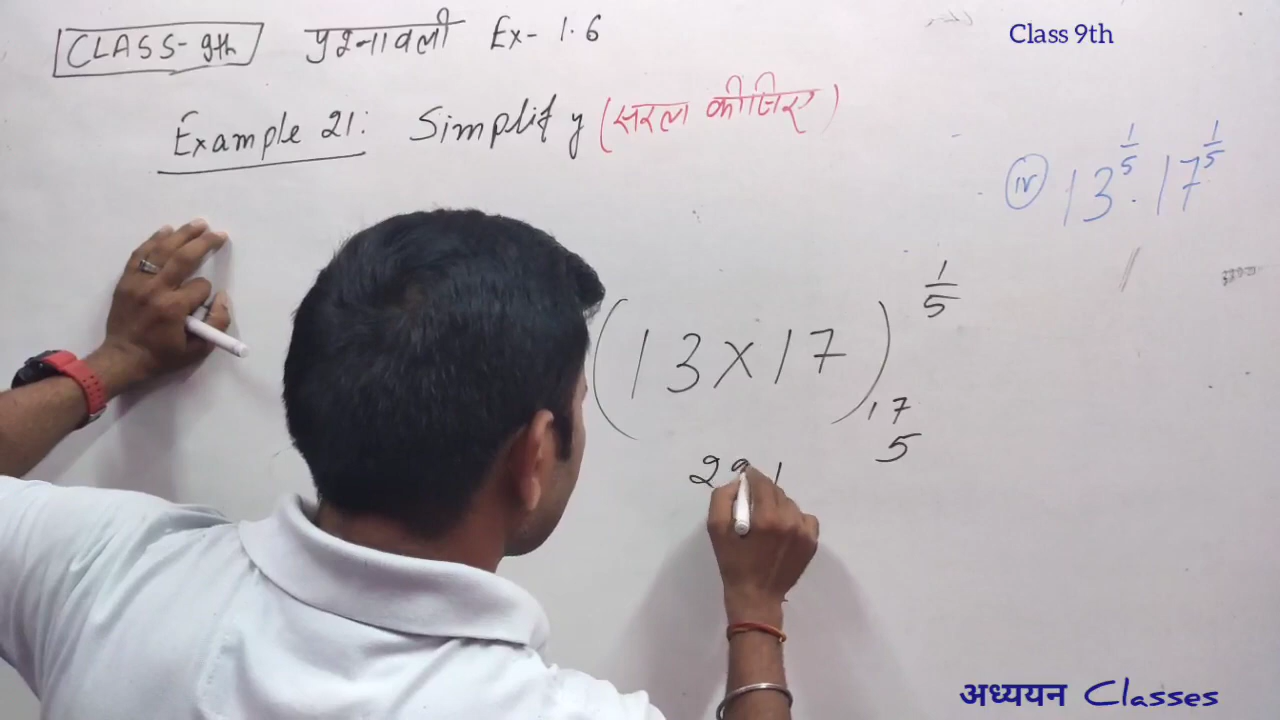 CLASS-9th प्रश्नावली Ex-1.6
Class 9th
Example 21: Simplify (सरल कीजिए)
(iv) 13^1/5 . 17^1/5
(13×17)^1/5
17
5
221
अध्ययन Classes